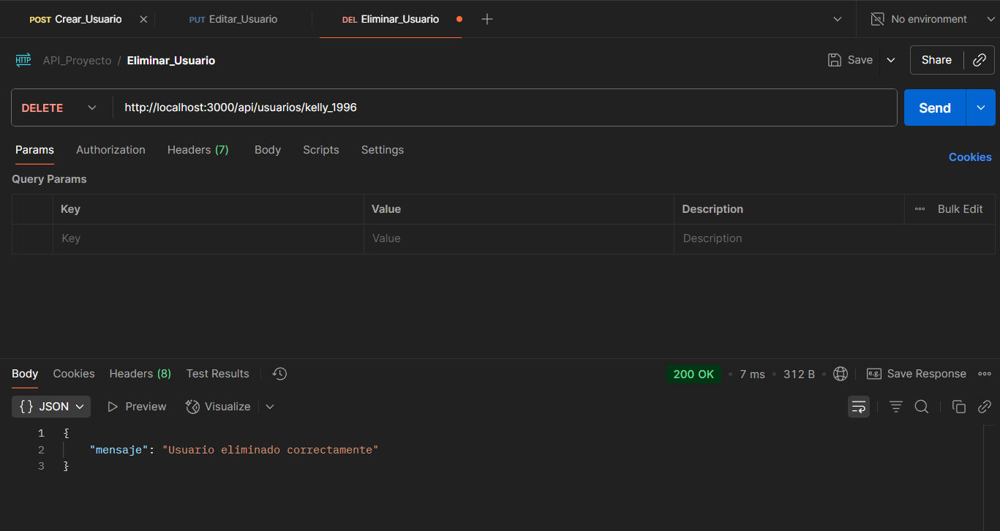 POST Crear_Usuario PUT Editar_Usuario DEL Eliminar_Usuario No environment
HTTP API_Proyecto / Eliminar_Usuario Save Share
DELETE http://localhost:3000/api/usuarios/kelly_1996 Send
Params Authorization Headers (7) Body Scripts Settings
Cookies
Query Params
Key Value Description Bulk Edit
Key Value Description
Body Cookies Headers (8) Test Results 200 OK 7 ms 312 B e.g. Save Response
{} JSON Preview Visualize
1 {
2 "mensaje": "Usuario eliminado correctamente"
3 }